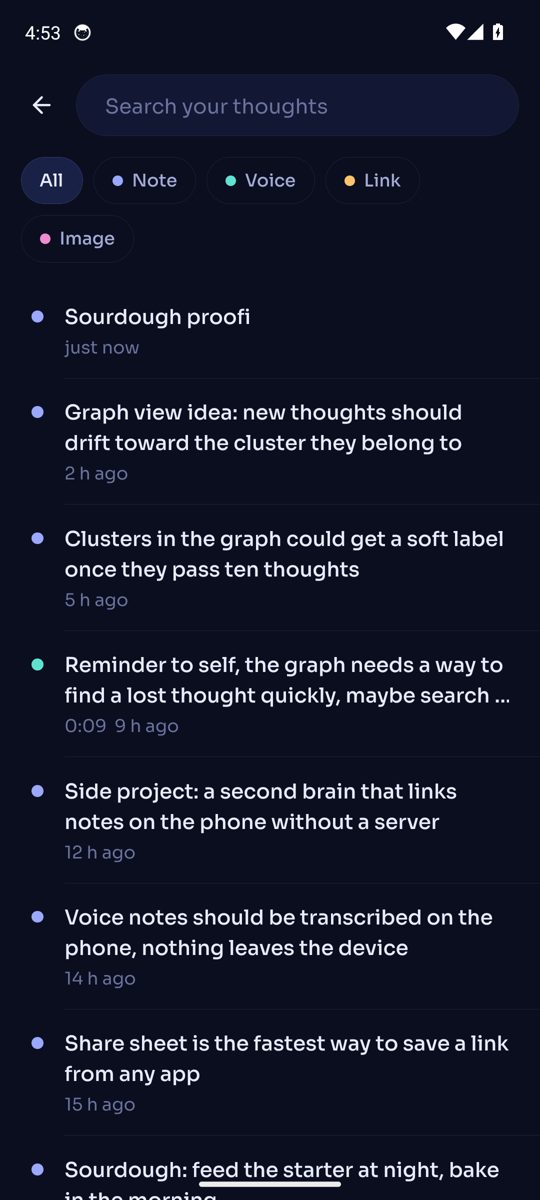 4:53
Search your thoughts
All
Note
Voice
Link
Image
Sourdough proofi
just now
Graph view idea: new thoughts should
drift toward the cluster they belong to
2 h ago
Clusters in the graph could get a soft label
once they pass ten thoughts
5 h ago
Reminder to self, the graph needs a way to
find a lost thought quickly, maybe search ...
0:09 9 h ago
Side project: a second brain that links
notes on the phone without a server
12 h ago
Voice notes should be transcribed on the
phone, nothing leaves the device
14 h ago
Share sheet is the fastest way to save a link
from any app
15 h ago
Sourdough: feed the starter at night, bake
in the morning